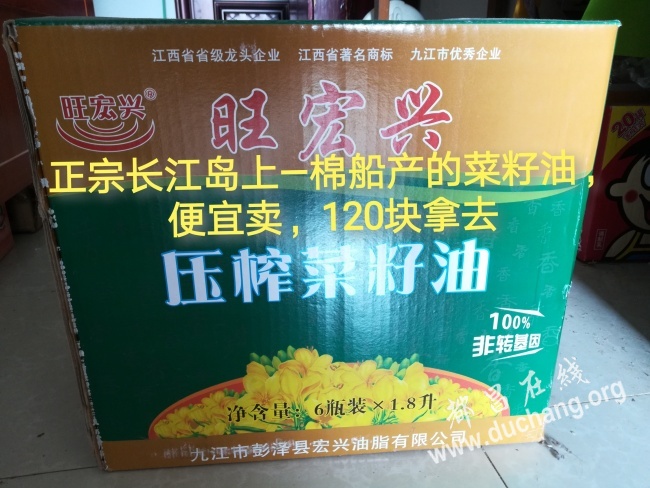 江西省省级龙头企业 江西省著名商标 九江市优秀企业
旺宏兴®
旺宏兴
正宗长江岛上一棉船产的菜籽油，
便宜卖，120块拿去
压榨菜籽油
100%
非转基因
净含量：6瓶装×1.8升
九江市彭泽县宏兴油脂有限公司
都昌在线
www.duchang.org